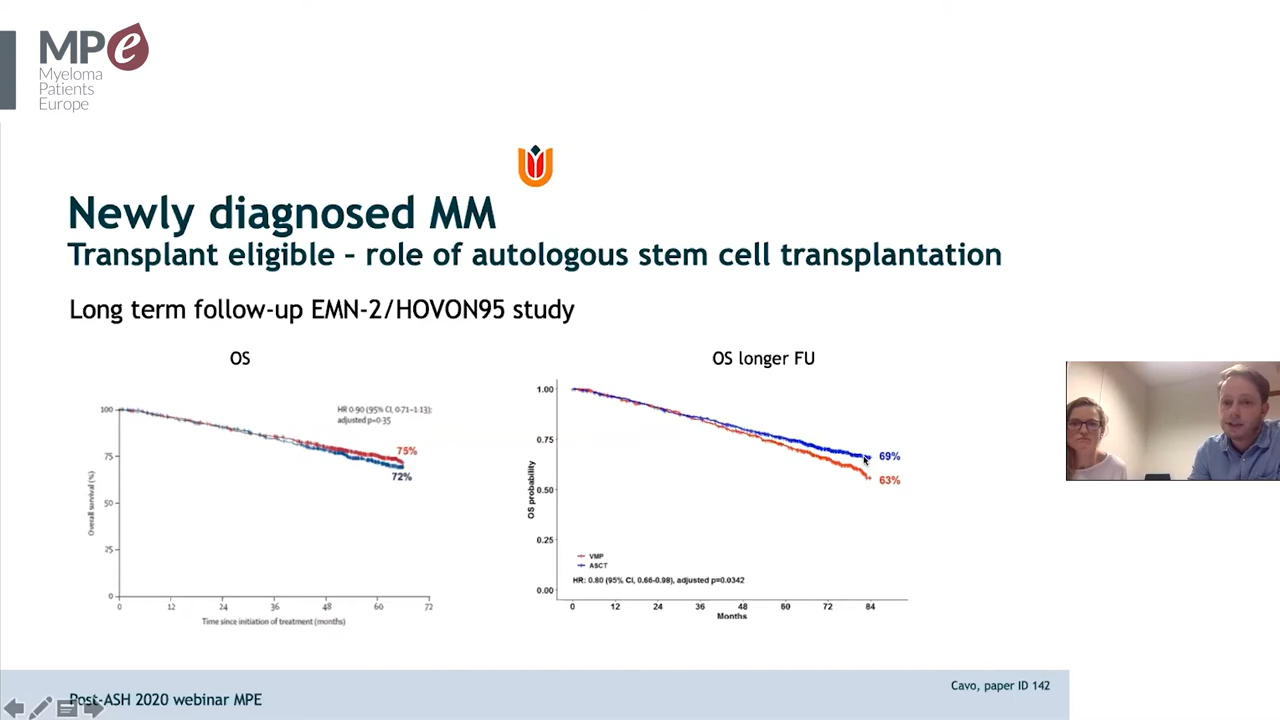 MPe
Myeloma
Patients
Europe
Newly diagnosed MM
Transplant eligible – role of autologous stem cell transplantation
Long term follow-up EMN-2/HOVON95 study
OS
HR 0·90 (95% CI, 0·71–1·13);
adjusted p=0·35
100
75
50
25
0
Overall survival (%)
75%
72%
0 12 24 36 48 60 72
Time since initiation of treatment (months)
OS longer FU
1.00
0.75
0.50
0.25
0.00
OS probability
69%
63%
VMP
ASCT
HR: 0.80 (95% CI, 0.66-0.98), adjusted p=0.0342
0 12 24 36 48 60 72 84
Months
Cavo, paper ID 142
Post-ASH 2020 webinar MPE